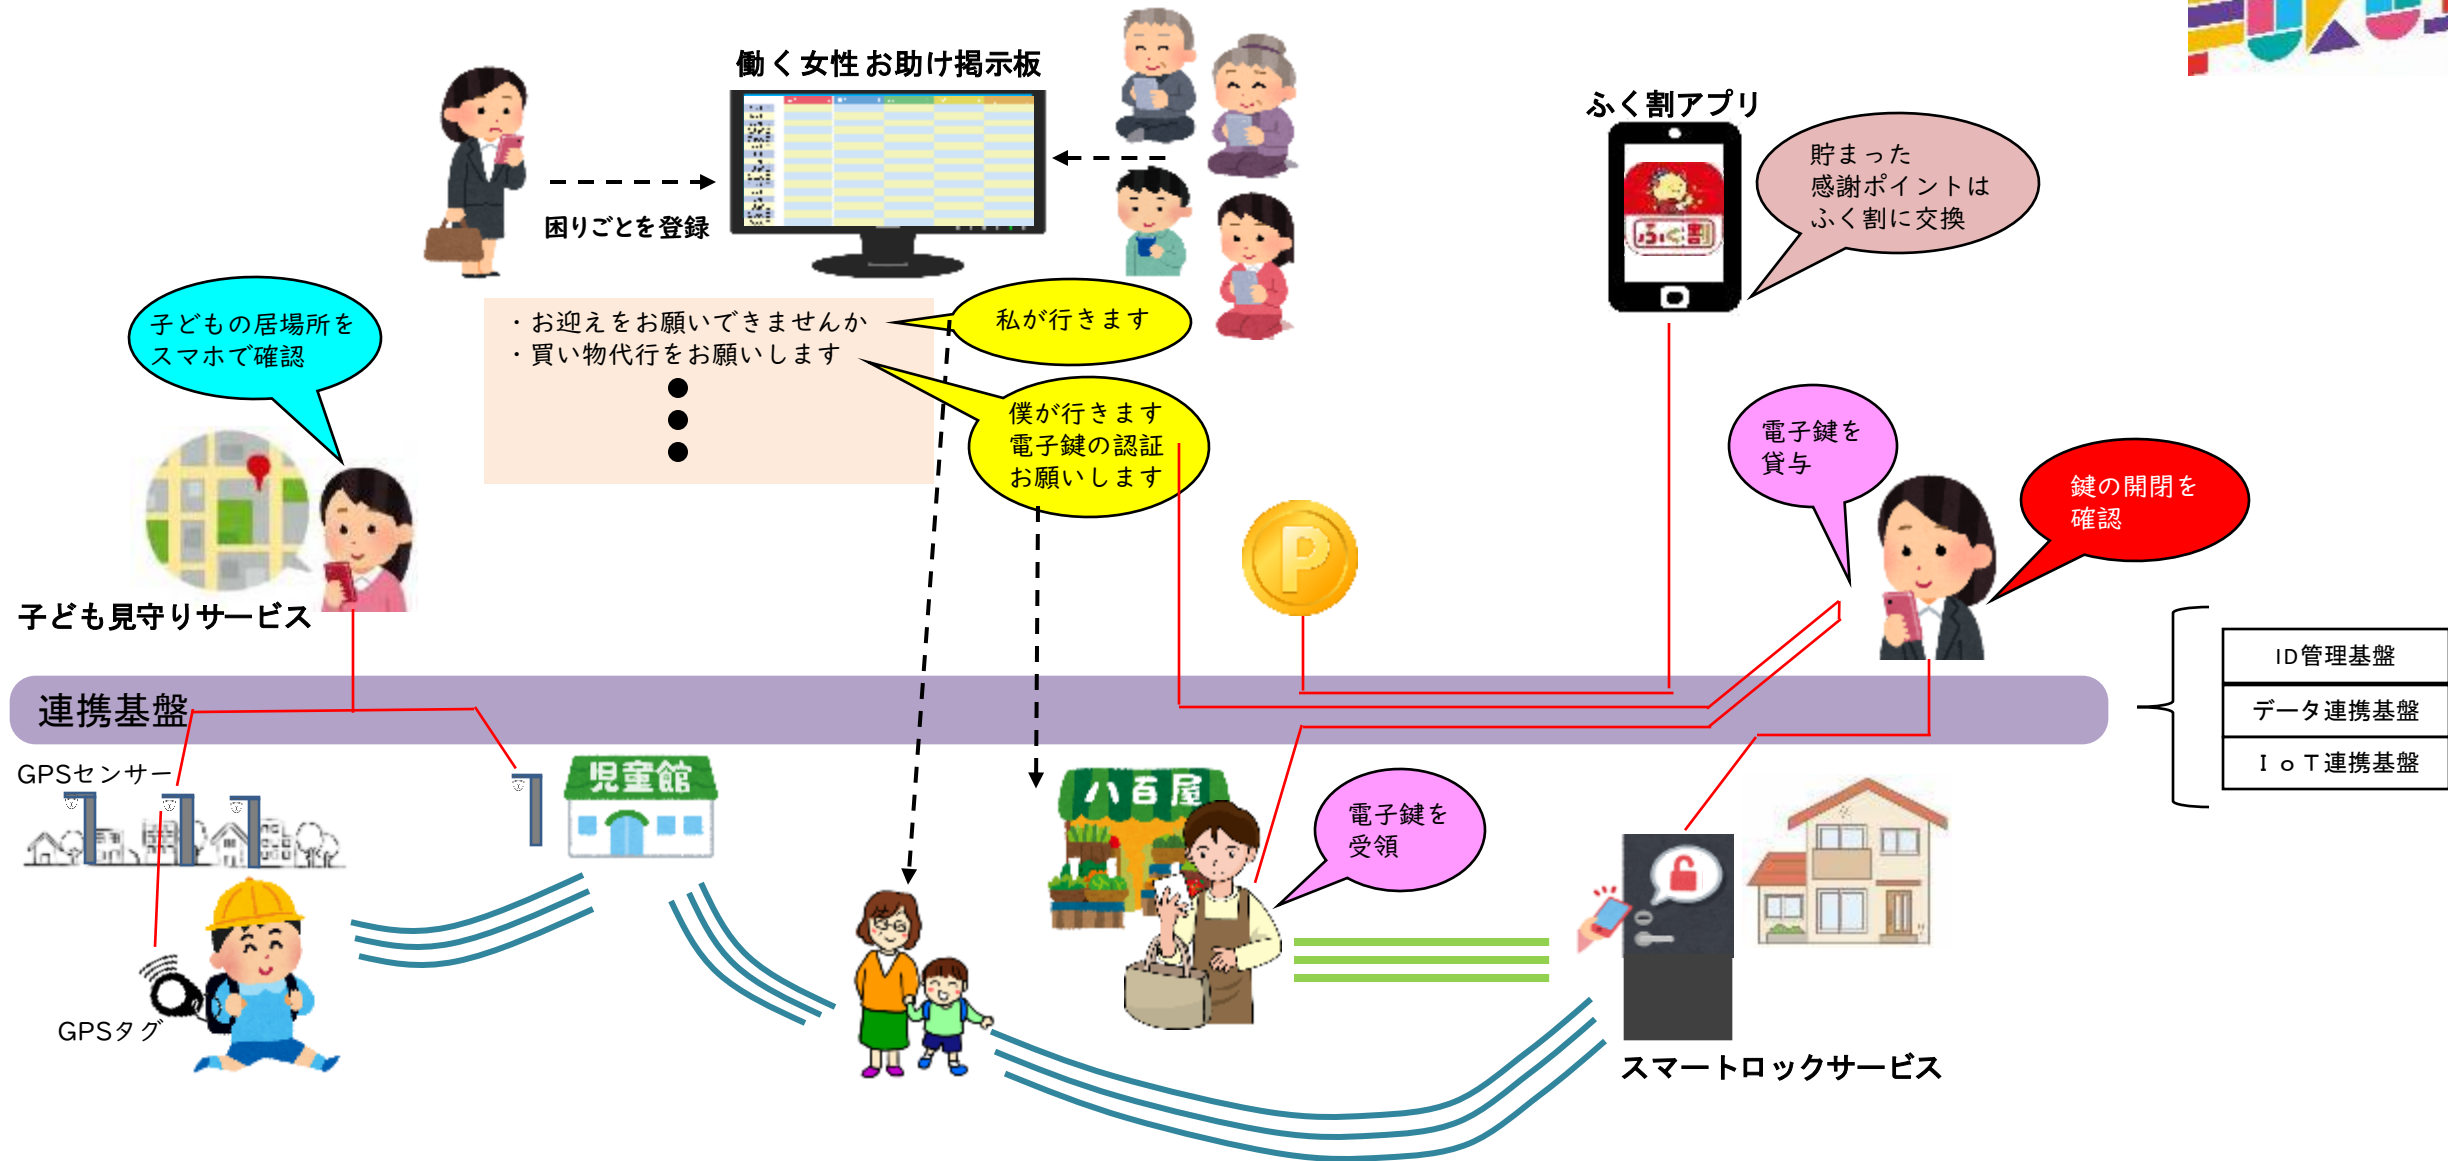 働く女性お助け掲示板
ふく割アプリ
貯まった
感謝ポイントは
ふく割に交換
ふく割
困りごとを登録
・お迎えをお願いできませんか
・買い物代行をお願いします
私が行きます
僕が行きます
電子鍵の認証
お願いします
子どもの居場所を
スマホで確認
子ども見守りサービス
P
電子鍵を
貸与
鍵の開閉を
確認
連携基盤
ID管理基盤
データ連携基盤
ＩｏＴ連携基盤
GPSセンサー
児童館
八百屋
電子鍵を
受領
GPSタグ
スマートロックサービス